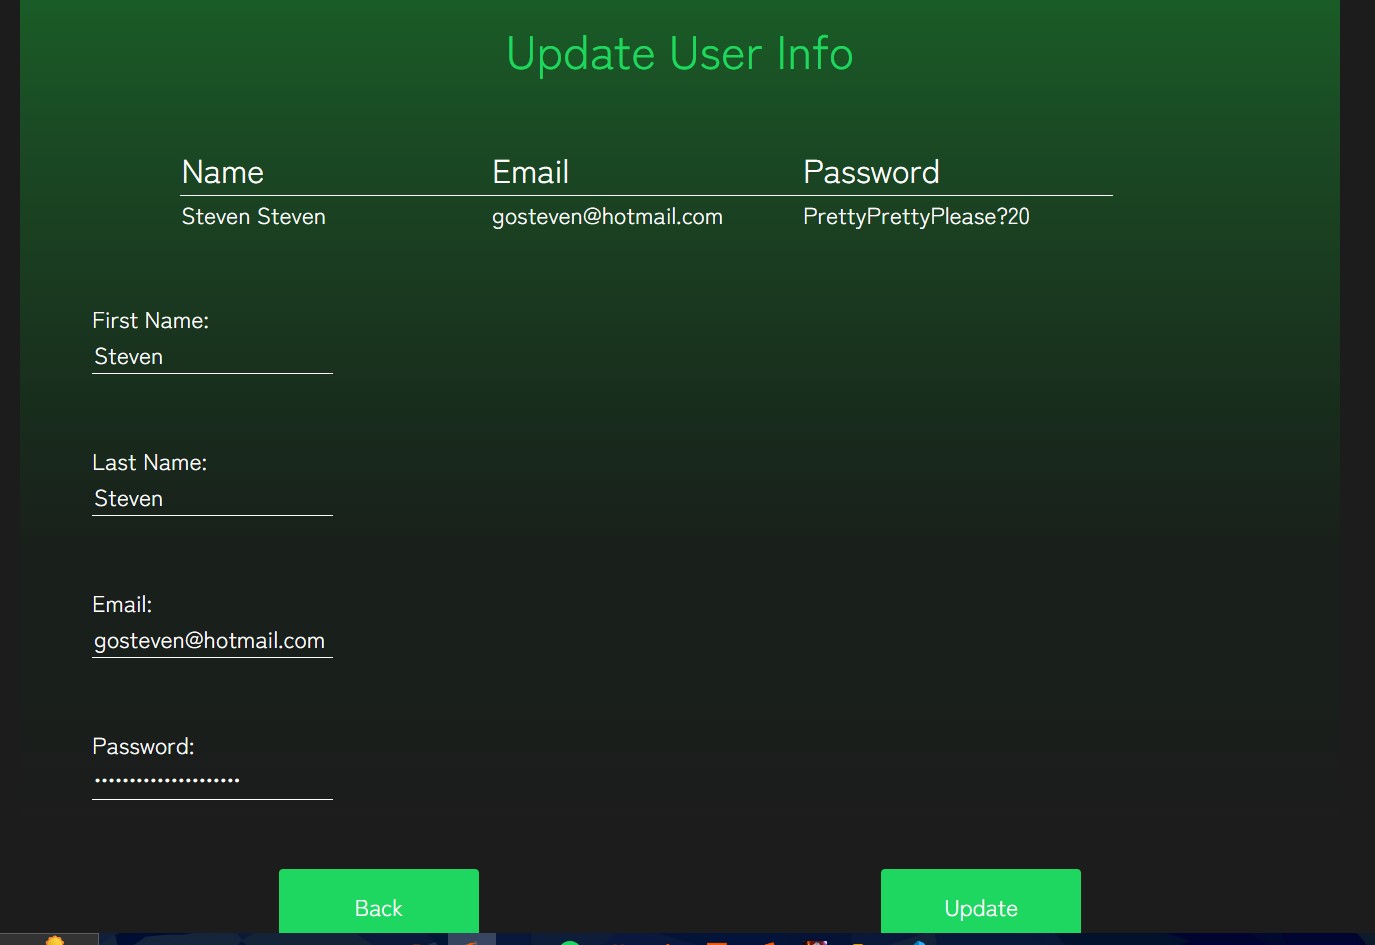 Update User Info
Name Email Password
Steven Steven gosteven@hotmail.com PrettyPrettyPlease?20
First Name:
Steven
Last Name:
Steven
Email:
gosteven@hotmail.com
Password:
•••••••••••••••••••••
Back Update